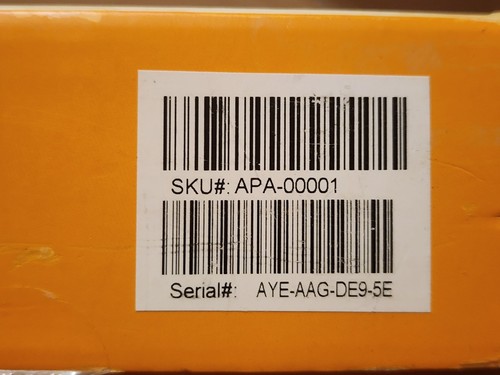 SKU#: APA-00001
Serial#: AYE-AAG-DE9-5E